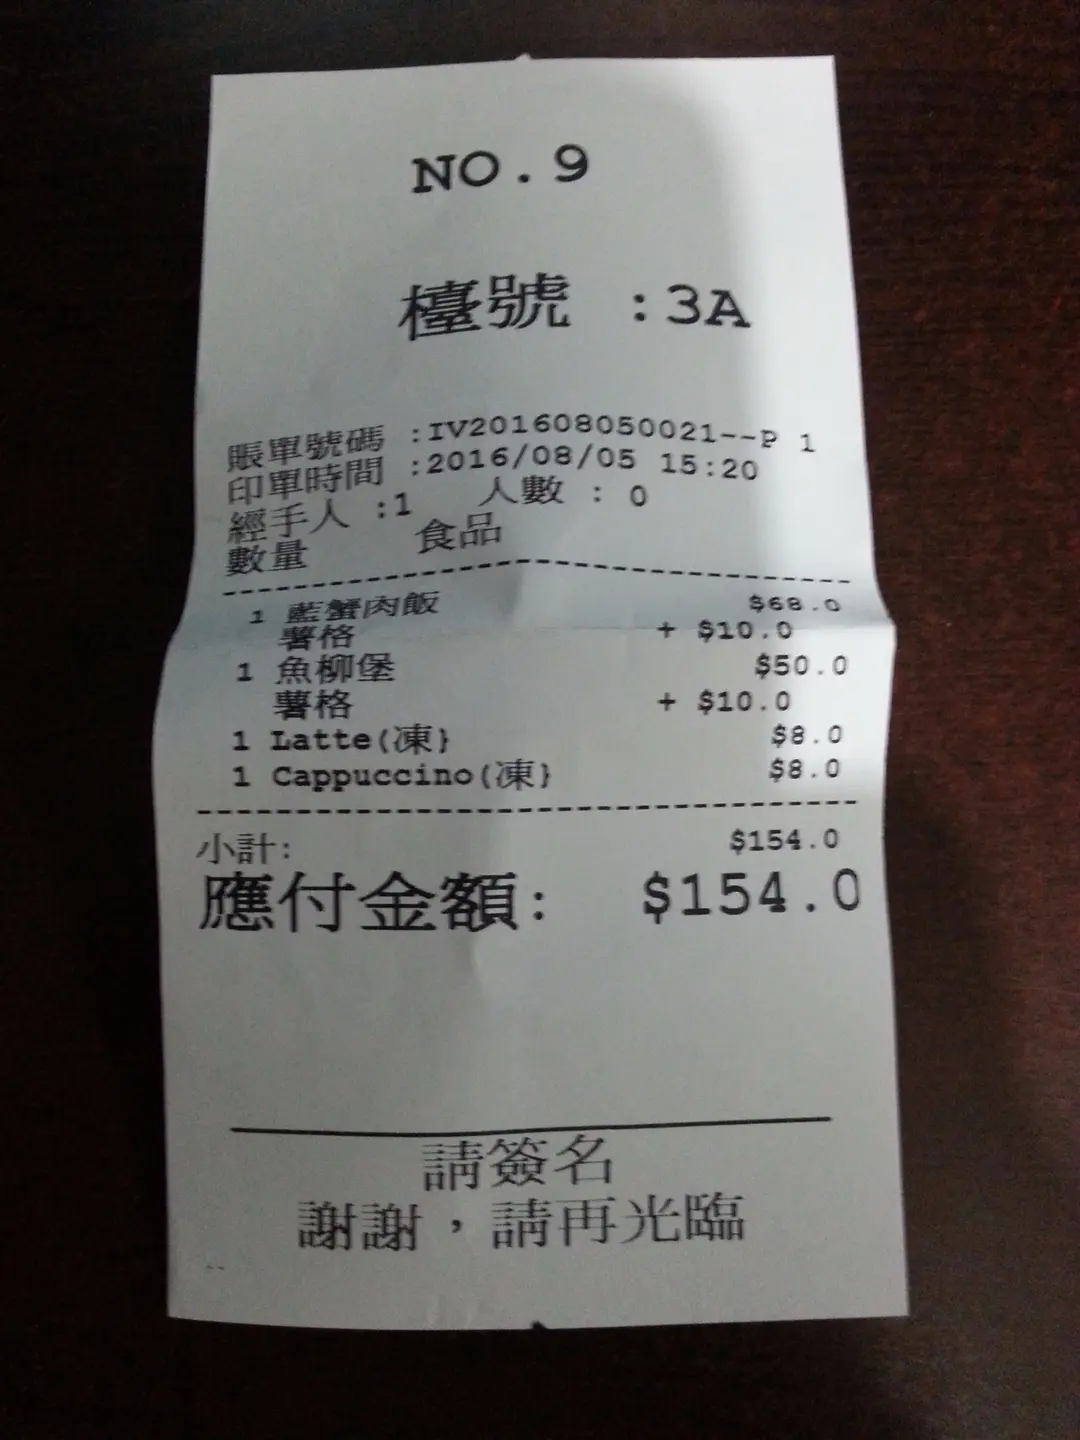 NO.9
檯號 :3A
賬單號碼 :IV201608050021--P 1
印單時間 :2016/08/05 15:20
經手人 :1 人數 : 0
數量 食品
1 藍蟹肉飯 $68.0
薯格 + $10.0
1 魚柳堡 $50.0
薯格 + $10.0
1 Latte(凍} $8.0
1 Cappuccino(凍} $8.0
小計: $154.0
應付金額: $154.0
請簽名
謝謝，請再光臨